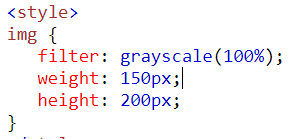 <style>
img {
filter: grayscale(100%);
weight: 150px;
height: 200px;
}